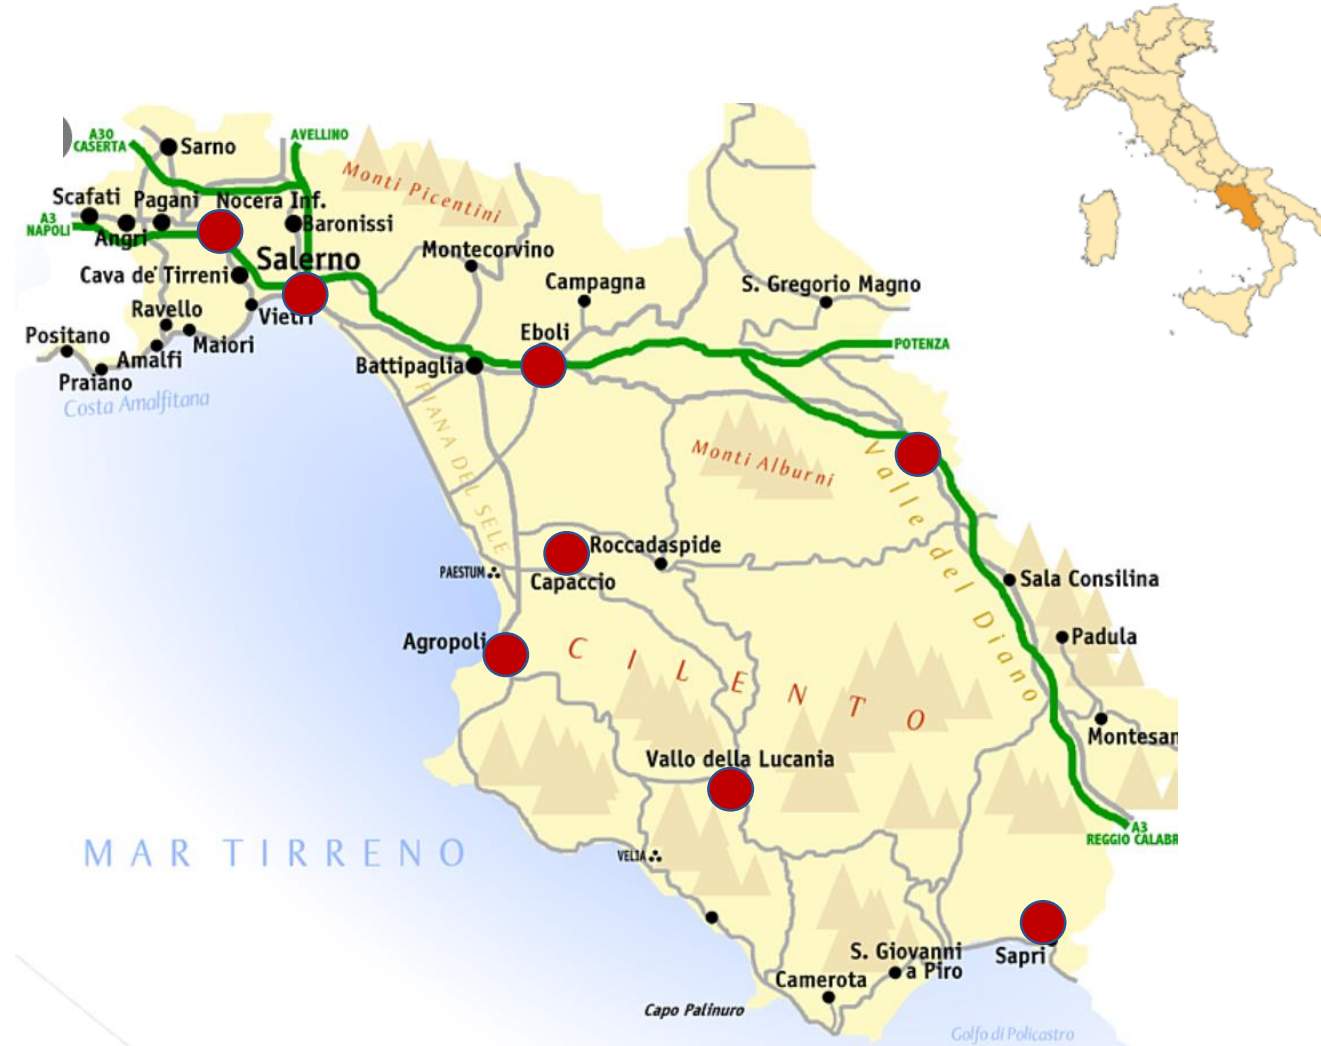 A30
CASERTA
AVELLINO
Sarno
Monti Picentini
Scafati
Pagani
Nocera Inf.
A3
NAPOLI
Angri
Baronissi
Salerno
Montecorvino
Cava de' Tirreni
Campagna
S. Gregorio Magno
Ravello
Vietri
Positano
Maiori
Eboli
POTENZA
Amalfi
Battipaglia
Praiano
Costa Amalfitana
PIANA DEL SELE
Monti Alburni
Valle del Diano
Roccadaspide
PAESTUM
Capaccio
Sala Consilina
Agropoli
CILENTO
Padula
Montesan
Vallo della Lucania
A3
REGGIO CALABR
MAR TIRRENO
VELIA
S. Giovanni
a Piro
Sapri
Camerota
Capo Palinuro
Golfo di Policastro